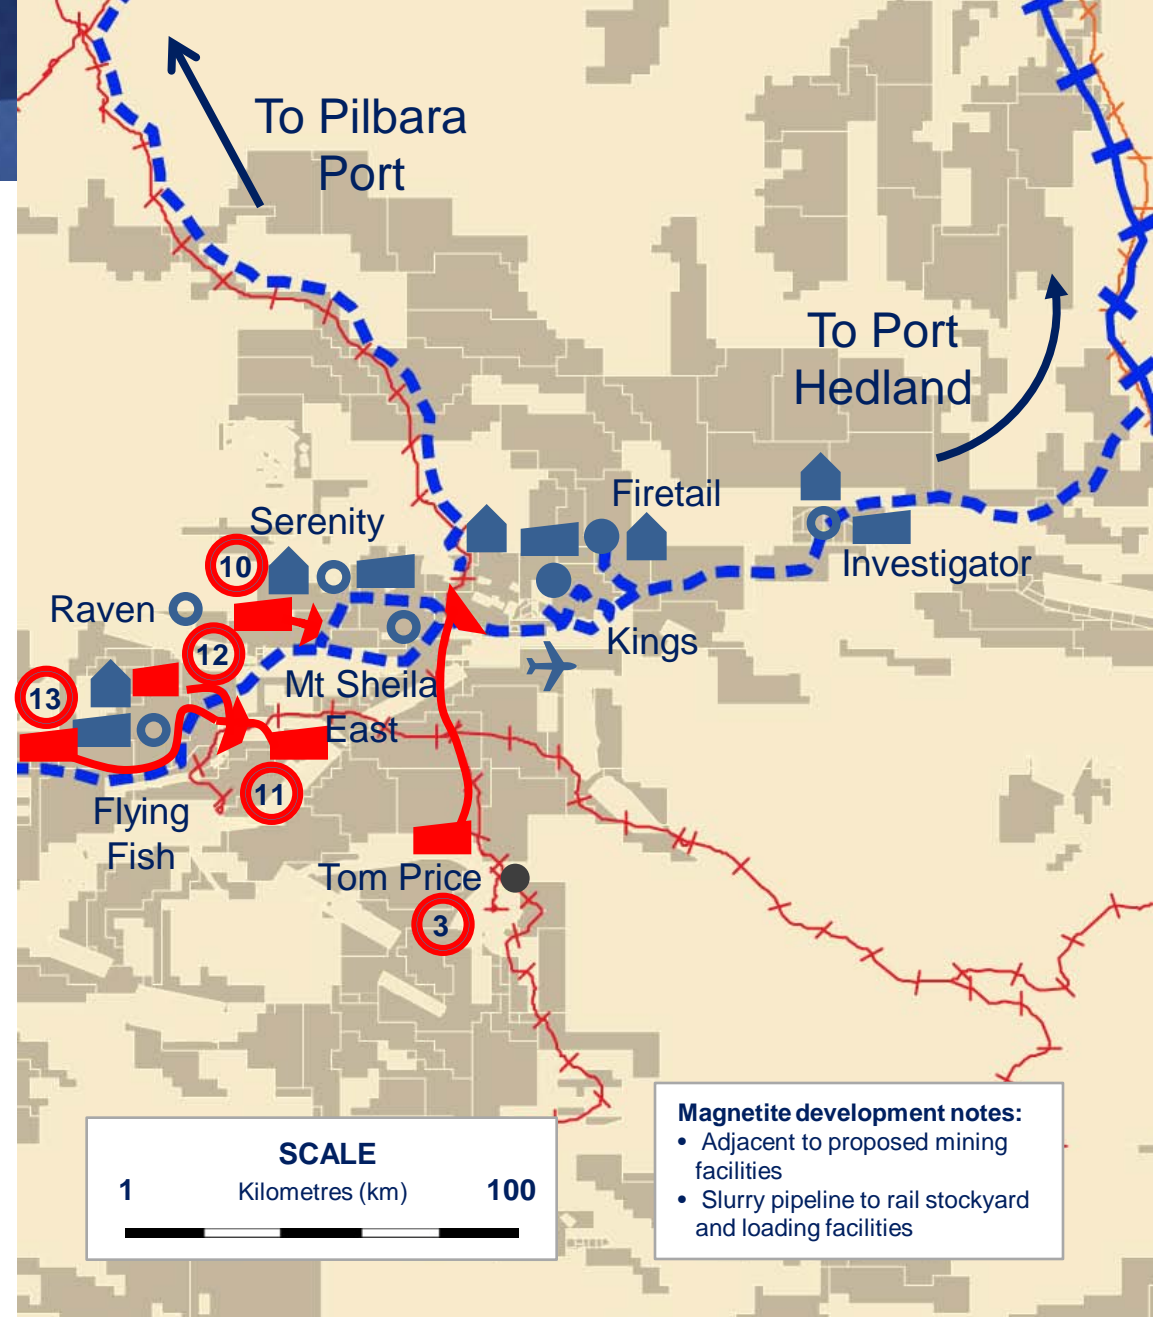 To Pilbara
Port
To Port
Hedland
Firetail
Serenity
10
Investigator
Raven
12
Kings
13
Mt Sheila
East
11
Flying
Fish
Tom Price
3
SCALE
1 Kilometres (km) 100
Magnetite development notes:
• Adjacent to proposed mining
facilities
• Slurry pipeline to rail stockyard
and loading facilities